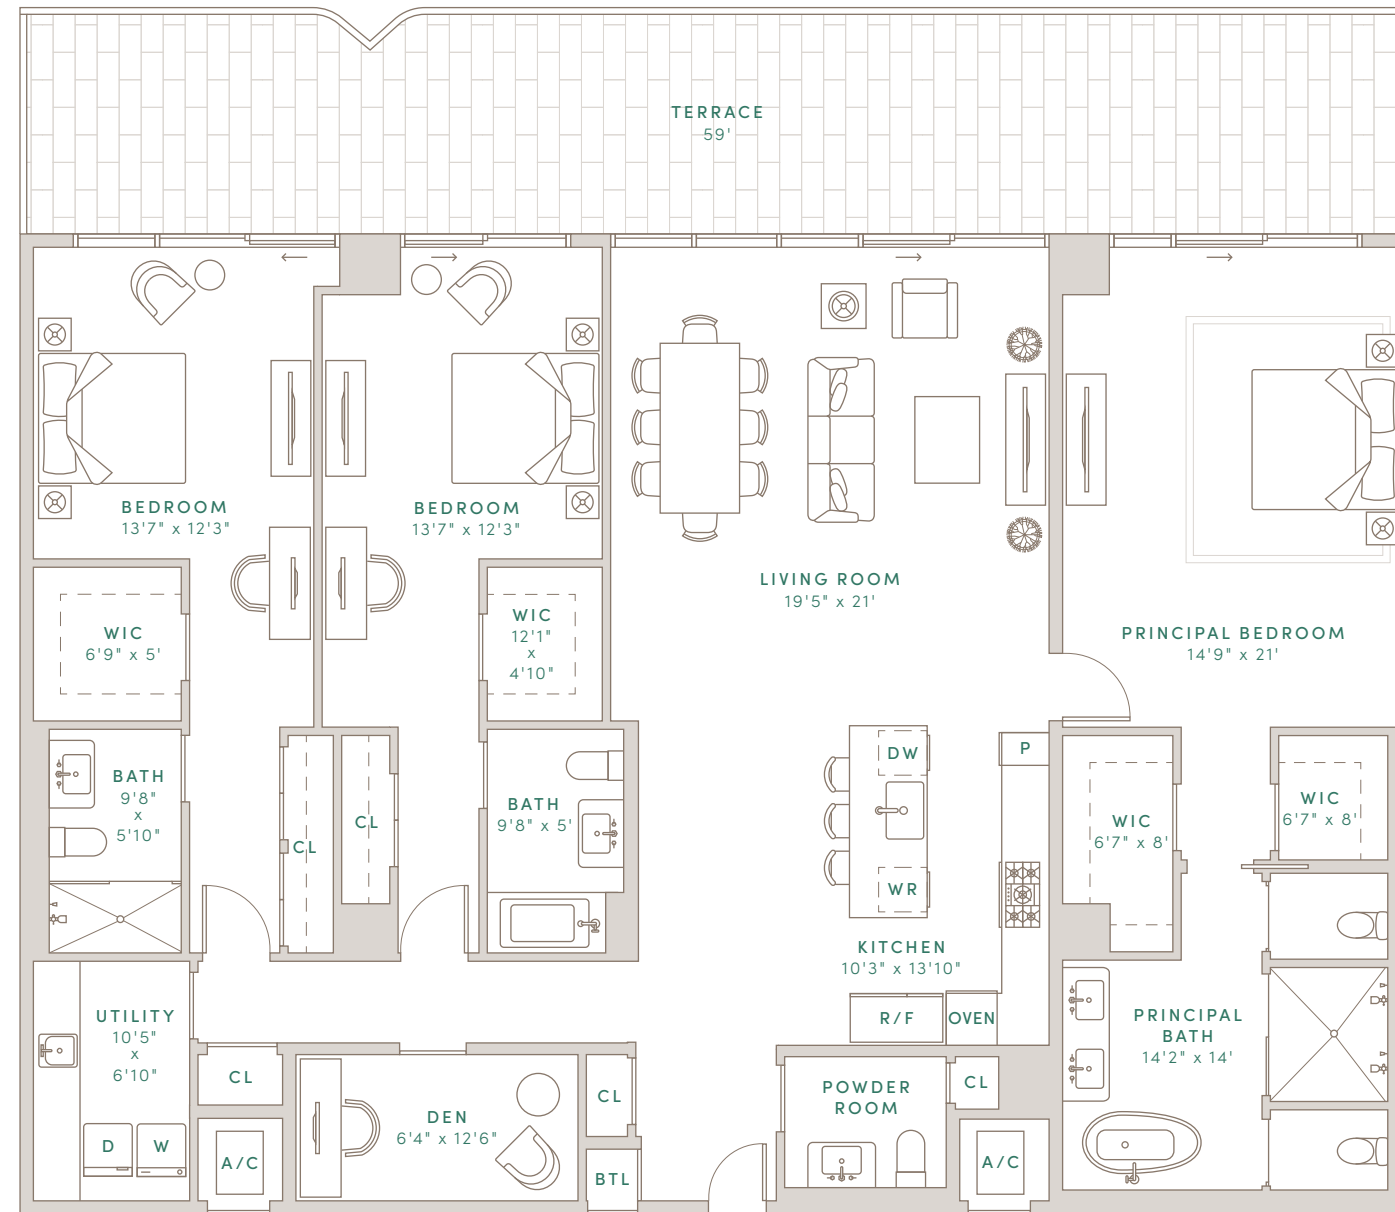 TERRACE
59'
BEDROOM
13'7" x 12'3"
BEDROOM
13'7" x 12'3"
LIVING ROOM
19'5" x 21'
PRINCIPAL BEDROOM
14'9" x 21'
WIC
6'9" x 5'
WIC
12'1"
x
4'10"
BATH
9'8"
x
5'10"
CL
CL
BATH
9'8" x 5'
DW
P
WR
KITCHEN
10'3" x 13'10"
R/F
OVEN
WIC
6'7" x 8'
WIC
6'7" x 8'
UTILITY
10'5"
x
6'10"
D
W
CL
A/C
DEN
6'4" x 12'6"
CL
BTL
POWDER
ROOM
CL
A/C
PRINCIPAL
BATH
14'2" x 14'